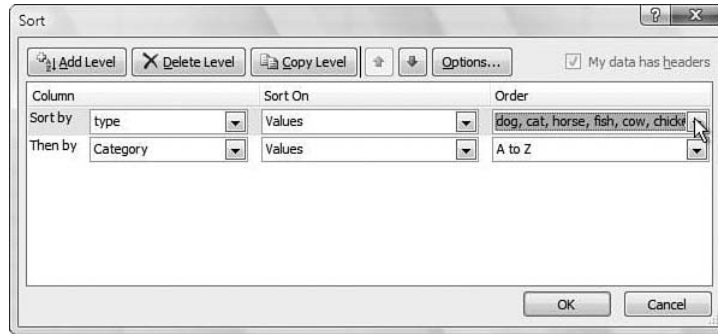 Sort
Add Level Delete Level Copy Level Options... My data has headers
Column Sort On Order
Sort by type Values dog, cat, horse, fish, cow, chicke
Then by Category Values A to Z
OK Cancel